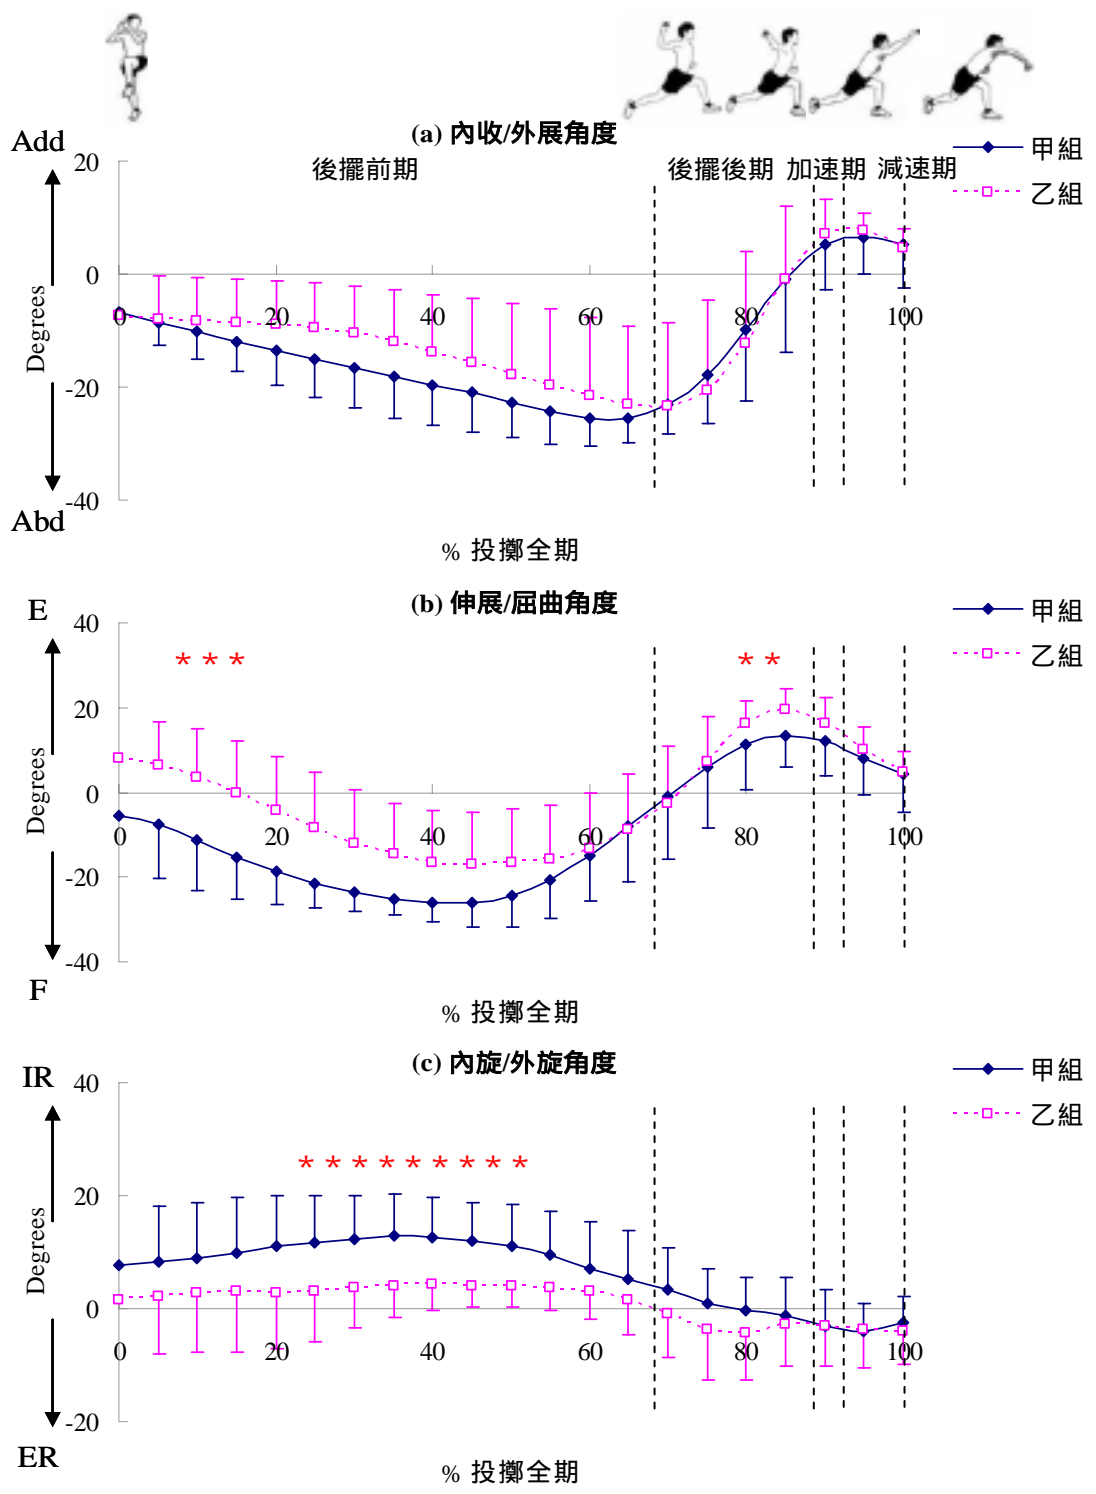 (a) 內收/外展角度
Add
甲組
乙組
20
後擺前期 後擺後期 加速期 減速期
0
0 20 40 60 80 100
Degrees
-20
-40
Abd
% 投擲全期
(b) 伸展/屈曲角度
E
甲組
乙組
40
* * * * *
20
0
0 20 40 60 80 100
Degrees
-20
-40
F
% 投擲全期
(c) 內旋/外旋角度
IR
甲組
乙組
40
* * * * * * * * *
20
Degrees
0
0 20 40 60 80 100
-20
ER
% 投擲全期